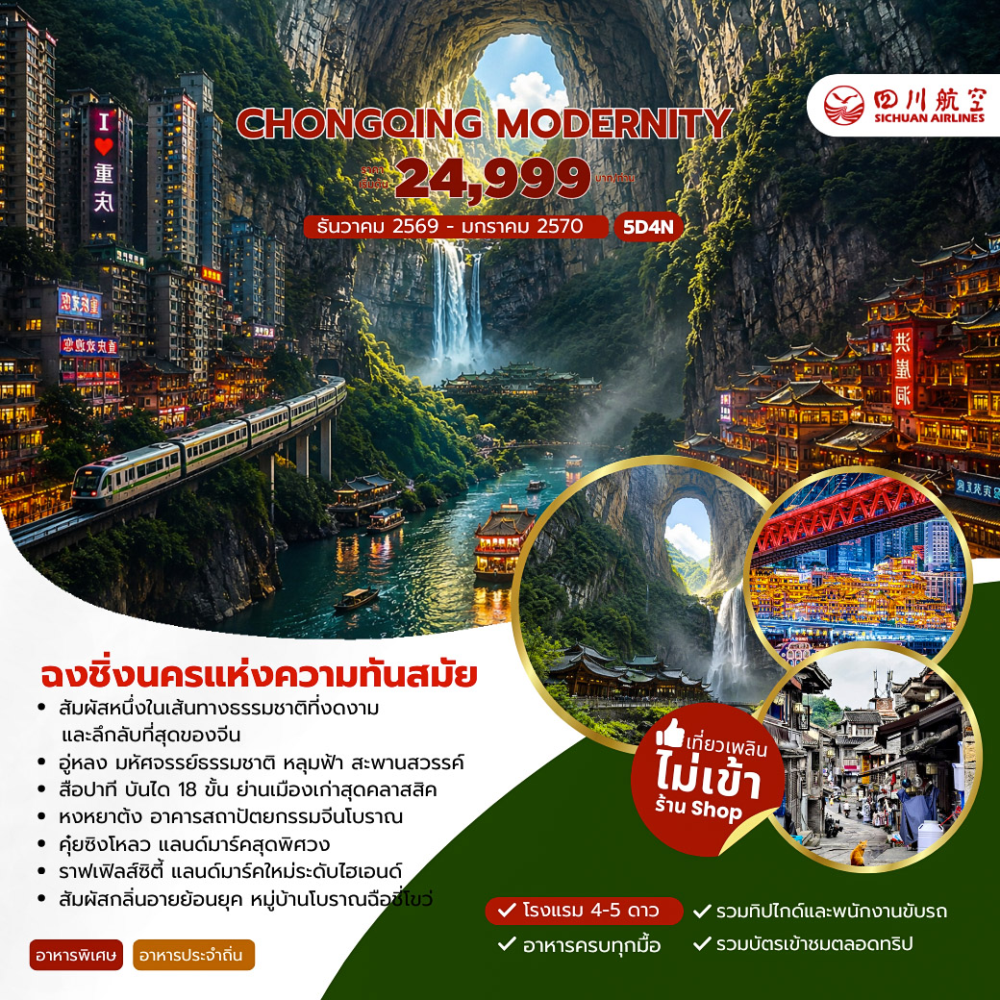 四川航空
SICHUAN AIRLINES
CHONGQING MODERNITY
ราคา
เริ่มต้น
24,999
บาท/ท่าน
ธันวาคม 2569 - มกราคม 2570
5D4N
I ♥ 重庆
洪崖洞
ฉงชิ่งนครแห่งความทันสมัย
• สัมผัสหนึ่งในเส้นทางธรรมชาติที่งดงาม
และลึกลับที่สุดของจีน
• อู่หลง มหัศจรรย์ธรรมชาติ หลุมฟ้า สะพานสวรรค์
• สือปาที บันได 18 ขั้น ย่านเมืองเก่าสุดคลาสสิค
• หงหยาต้ง อาคารสถาปัตยกรรมจีนโบราณ
• คุ๋ยซิงโหลว แลนด์มาร์คสุดพิศวง
• ราฟเฟิลส์ซิตี้ แลนด์มาร์คใหม่ระดับไฮเอนด์
• สัมผัสกลิ่นอายย้อนยุค หมู่บ้านโบราณฉือชี่โขว่
เที่ยวเพลิน
ไม่เข้า
ร้าน Shop
อาหารพิเศษ
อาหารประจำถิ่น
โรงแรม 4-5 ดาว
รวมทิปไกด์และพนักงานขับรถ
อาหารครบทุกมื้อ
รวมบัตรเข้าชมตลอดทริป